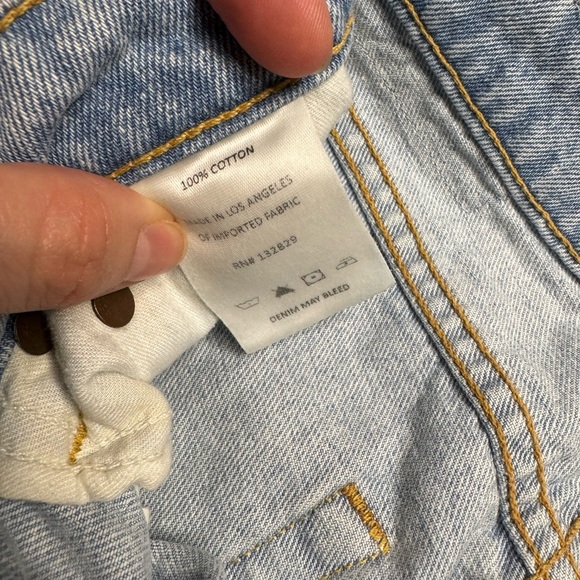 100% COTTON
MADE IN LOS ANGELES
OF IMPORTED FABRIC
RN# 132829
DENIM MAY BLEED